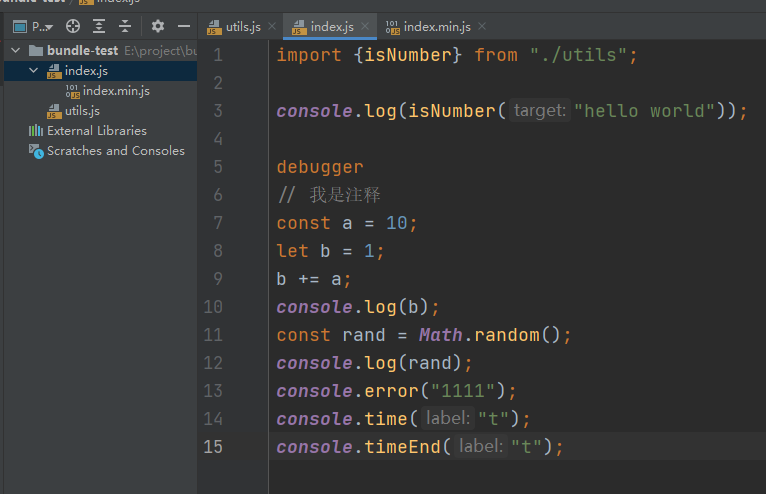 index.js
P...
utils.js
index.js
index.min.js
bundle-test E:\project\bu
index.js
index.min.js
utils.js
External Libraries
Scratches and Consoles
1 import {isNumber} from "./utils";
2
3 console.log(isNumber( target: "hello world"));
4
5 debugger
6 // 我是注释
7 const a = 10;
8 let b = 1;
9 b += a;
10 console.log(b);
11 const rand = Math.random();
12 console.log(rand);
13 console.error("1111");
14 console.time( label: "t");
15 console.timeEnd( label: "t");